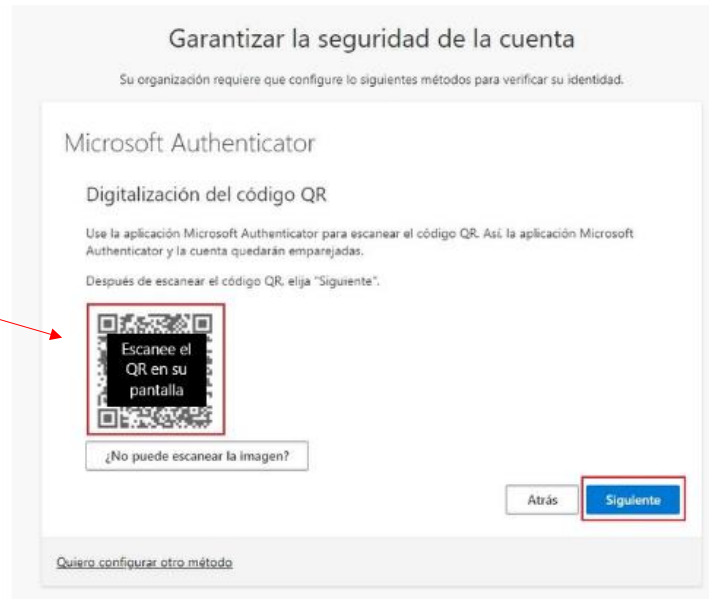 Garantizar la seguridad de la cuenta
Su organización requiere que configure lo siguientes métodos para verificar su identidad.
Microsoft Authenticator
Digitalización del código QR
Use la aplicación Microsoft Authenticator para escanear el código QR. Así, la aplicación Microsoft
Authenticator y la cuenta quedarán emparejadas.
Después de escanear el código QR, elija "Siguiente".
Escanee el
QR en su
pantalla
¿No puede escanear la imagen?
Atrás
Siguiente
Quiero configurar otro método